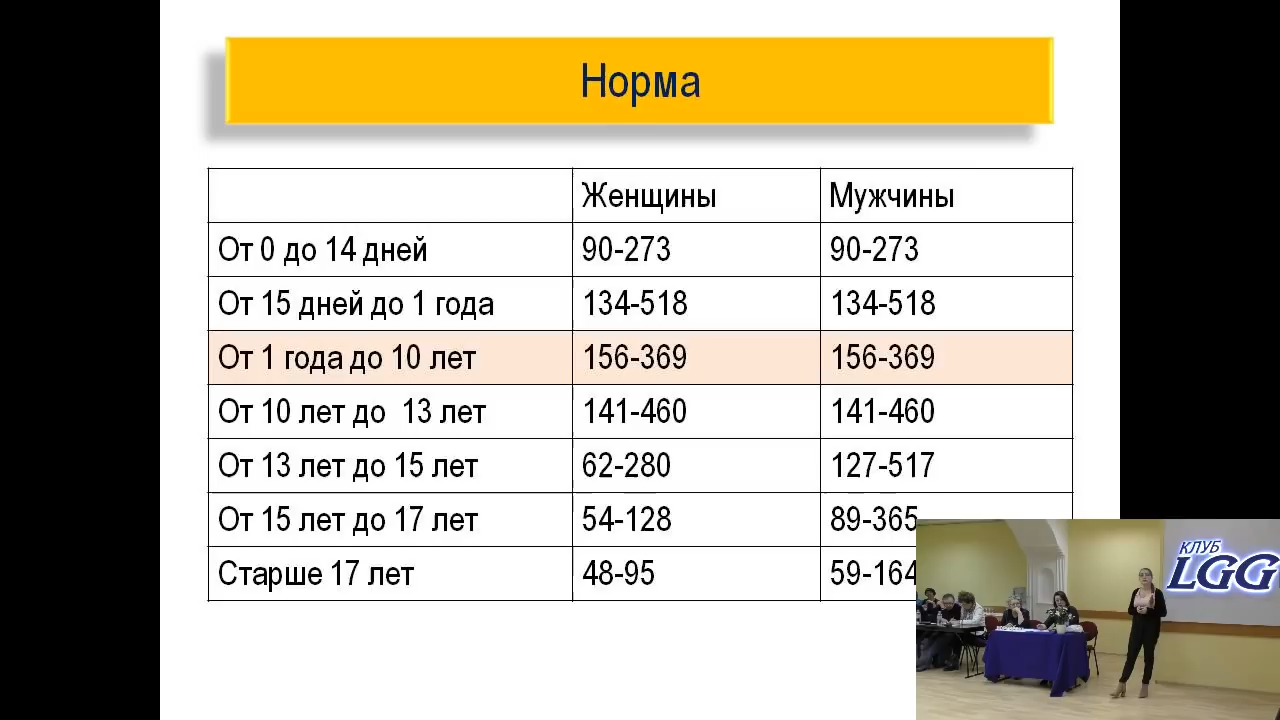 Норма
Женщины Мужчины
От 0 до 14 дней 90-273 90-273
От 15 дней до 1 года 134-518 134-518
От 1 года до 10 лет 156-369 156-369
От 10 лет до 13 лет 141-460 141-460
От 13 лет до 15 лет 62-280 127-517
От 15 лет до 17 лет 54-128 89-365
Старше 17 лет 48-95 59-164
КЛУБ
LGG